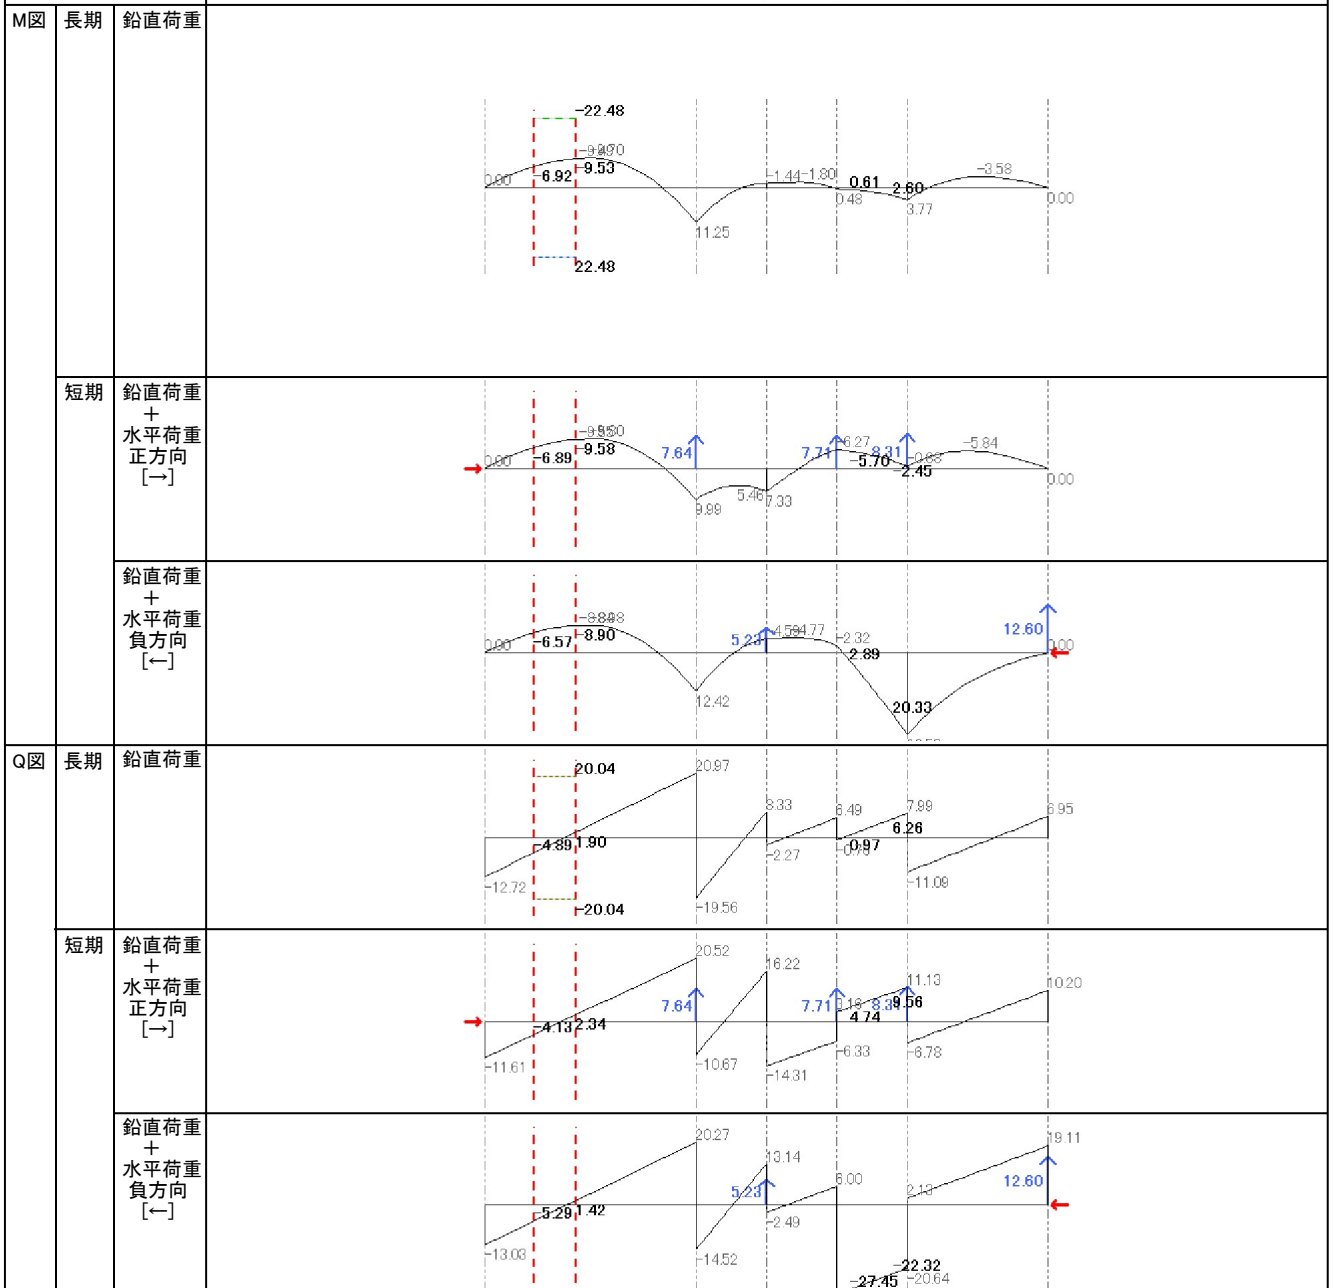 M図 長期 鉛直荷重
-22.48
0.00 -6.92 -9.53
-1.44 -1.80 0.61 2.60 -3.58
0.48 3.77 0.00
11.25
22.48
短期 鉛直荷重
＋
水平荷重
正方向
[→]
0.00 -6.89 -9.58 7.64 7.71 -6.27 8.31 -5.84
-5.70 -0.68 -2.45
9.99 5.46 7.33 0.00
鉛直荷重
＋
水平荷重
負方向
[←]
0.00 -6.57 -8.90 5.23 -4.59 -4.77 -2.32 12.60
2.89 0.00
12.42 20.33
Q図 長期 鉛直荷重
20.04 20.97
8.33 6.49 7.99 6.95
-4.89 1.90 6.26
-2.27 -0.97
-12.72 -11.09
-20.04 -19.56
短期 鉛直荷重
＋
水平荷重
正方向
[→]
20.52 16.22 11.13 10.20
7.64 7.71 8.31 9.56
-4.13 2.34 4.74
-11.61 -10.67 -14.31 -6.33 -6.78
鉛直荷重
＋
水平荷重
負方向
[←]
20.27 13.14 19.11
5.23 6.00 2.13 12.60
-5.29 1.42 -2.49
-13.03 -14.52 -22.32
-27.45 -20.64